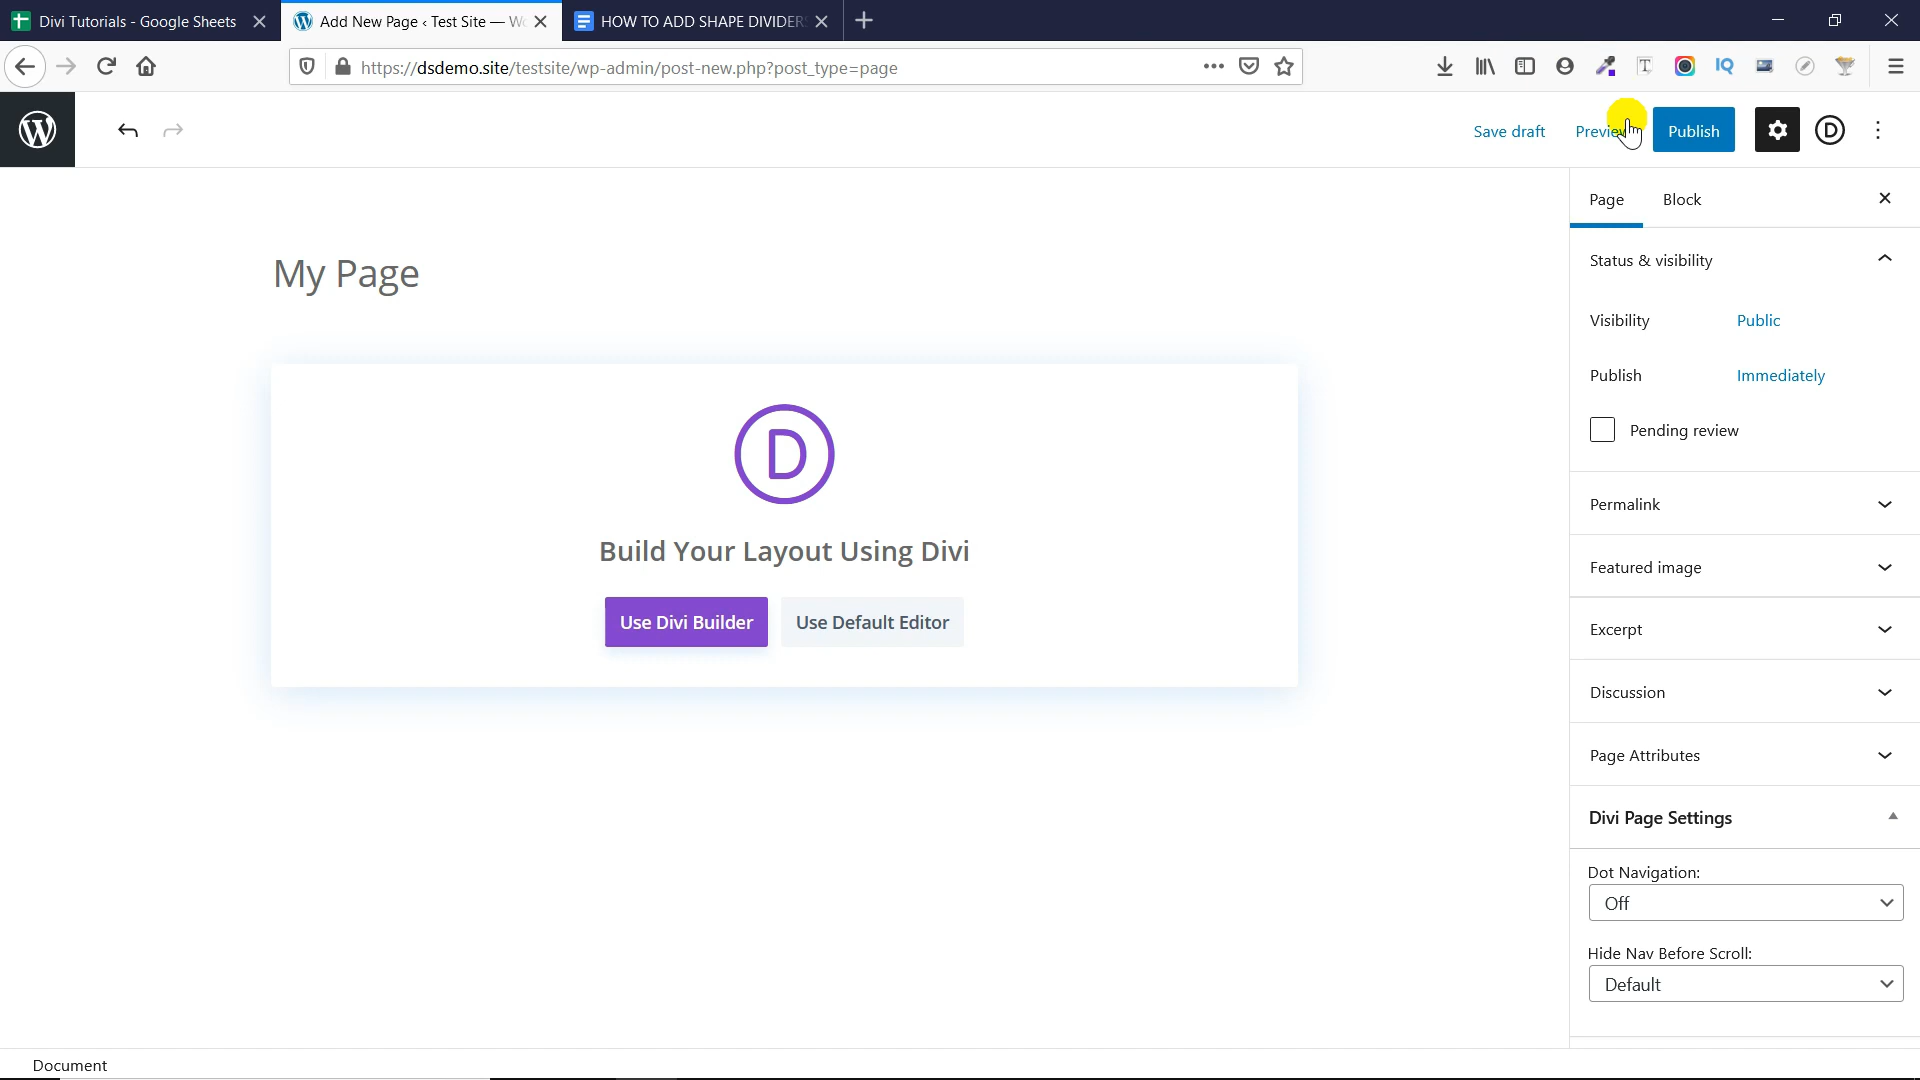 Divi Tutorials - Google Sheets
Add New Page ‹ Test Site — Wo
HOW TO ADD SHAPE DIVIDERS
https://dsdemo.site/testsite/wp-admin/post-new.php?post_type=page
Save draft
Preview
Publish
Page
Block
Status & visibility
Visibility
Public
Publish
Immediately
Pending review
Permalink
Featured image
Excerpt
Discussion
Page Attributes
Divi Page Settings
Dot Navigation:
Off
Hide Nav Before Scroll:
Default
My Page
D
Build Your Layout Using Divi
Use Divi Builder
Use Default Editor
Document